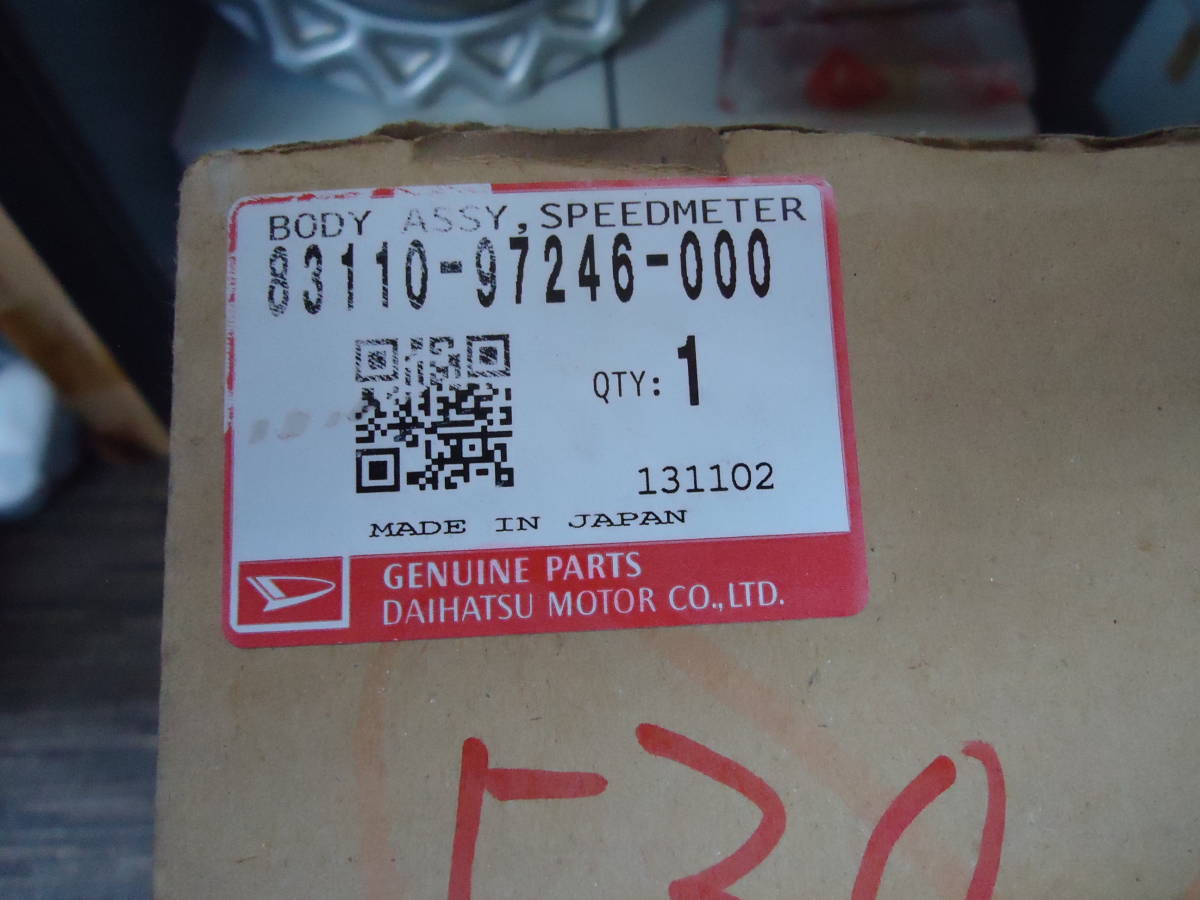 BODY ASSY, SPEEDMETER
83110-97246-000
QTY: 1
131102
MADE IN JAPAN
GENUINE PARTS
DAIHATSU MOTOR CO., LTD.